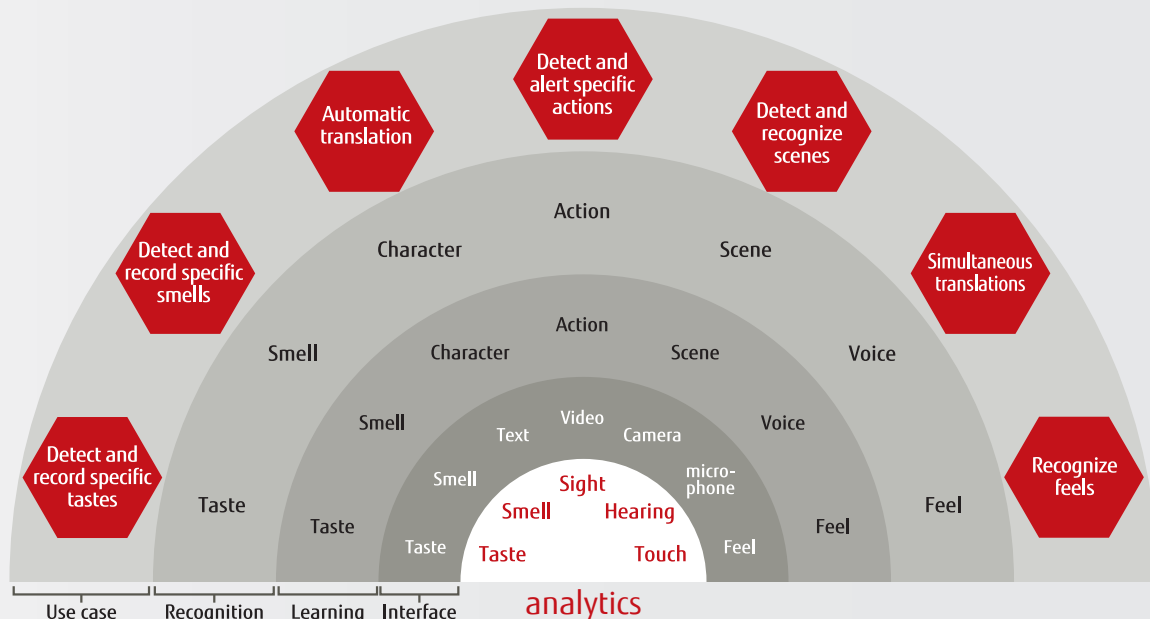 Detect and
alert specific
actions
Automatic
translation
Detect and
recognize
scenes
Detect and
record specific
smells
Simultaneous
translations
Detect and
record specific
tastes
Recognize
feels
Action
Character
Scene
Smell
Voice
Taste
Feel
Action
Character
Scene
Smell
Voice
Taste
Feel
Video
Text
Camera
Smell
micro-
phone
Taste
Feel
Sight
Smell
Hearing
Taste
Touch
analytics
Use case
Recognition
Learning
Interface